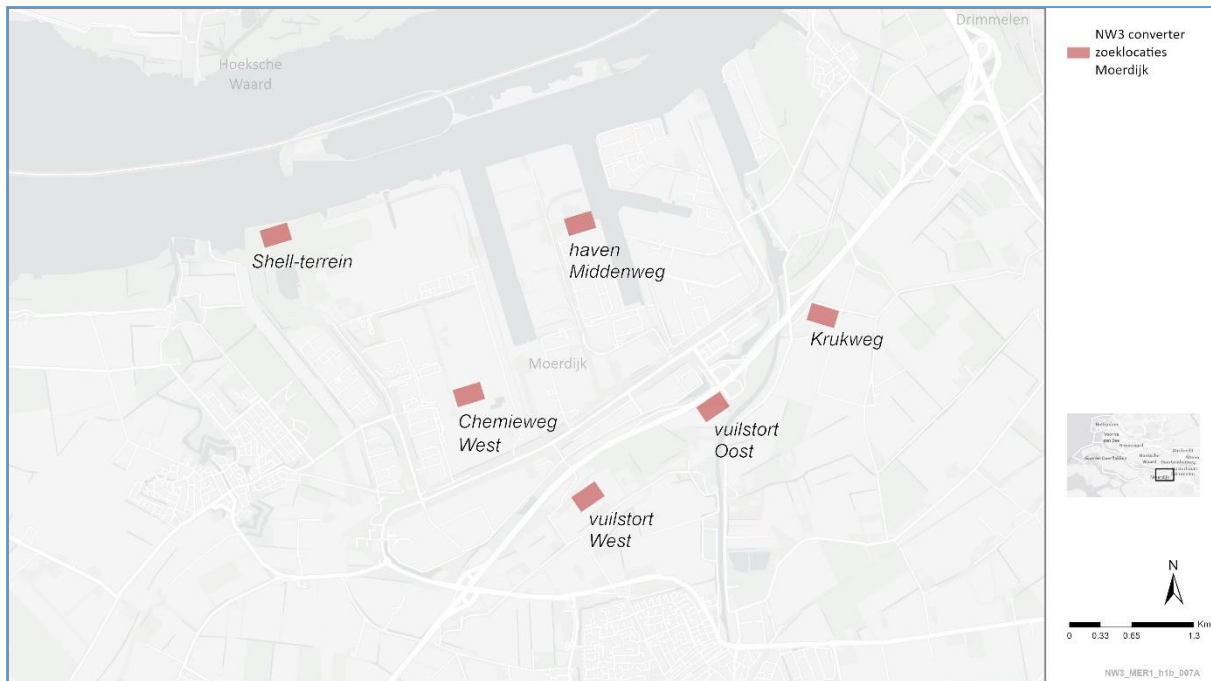 Drimmelen
Hoeksche
Waard
Shell-terrein
haven
Middenweg
Krukweg
Moerdijk
Chemieweg
West
vuilstort
Oost
vuilstort
West
NW3 converter
zoeklocaties
Moerdijk
Moerdijk
N
Km
0 0.33 0.65 1.3
NW3_MER1_h1b_007A